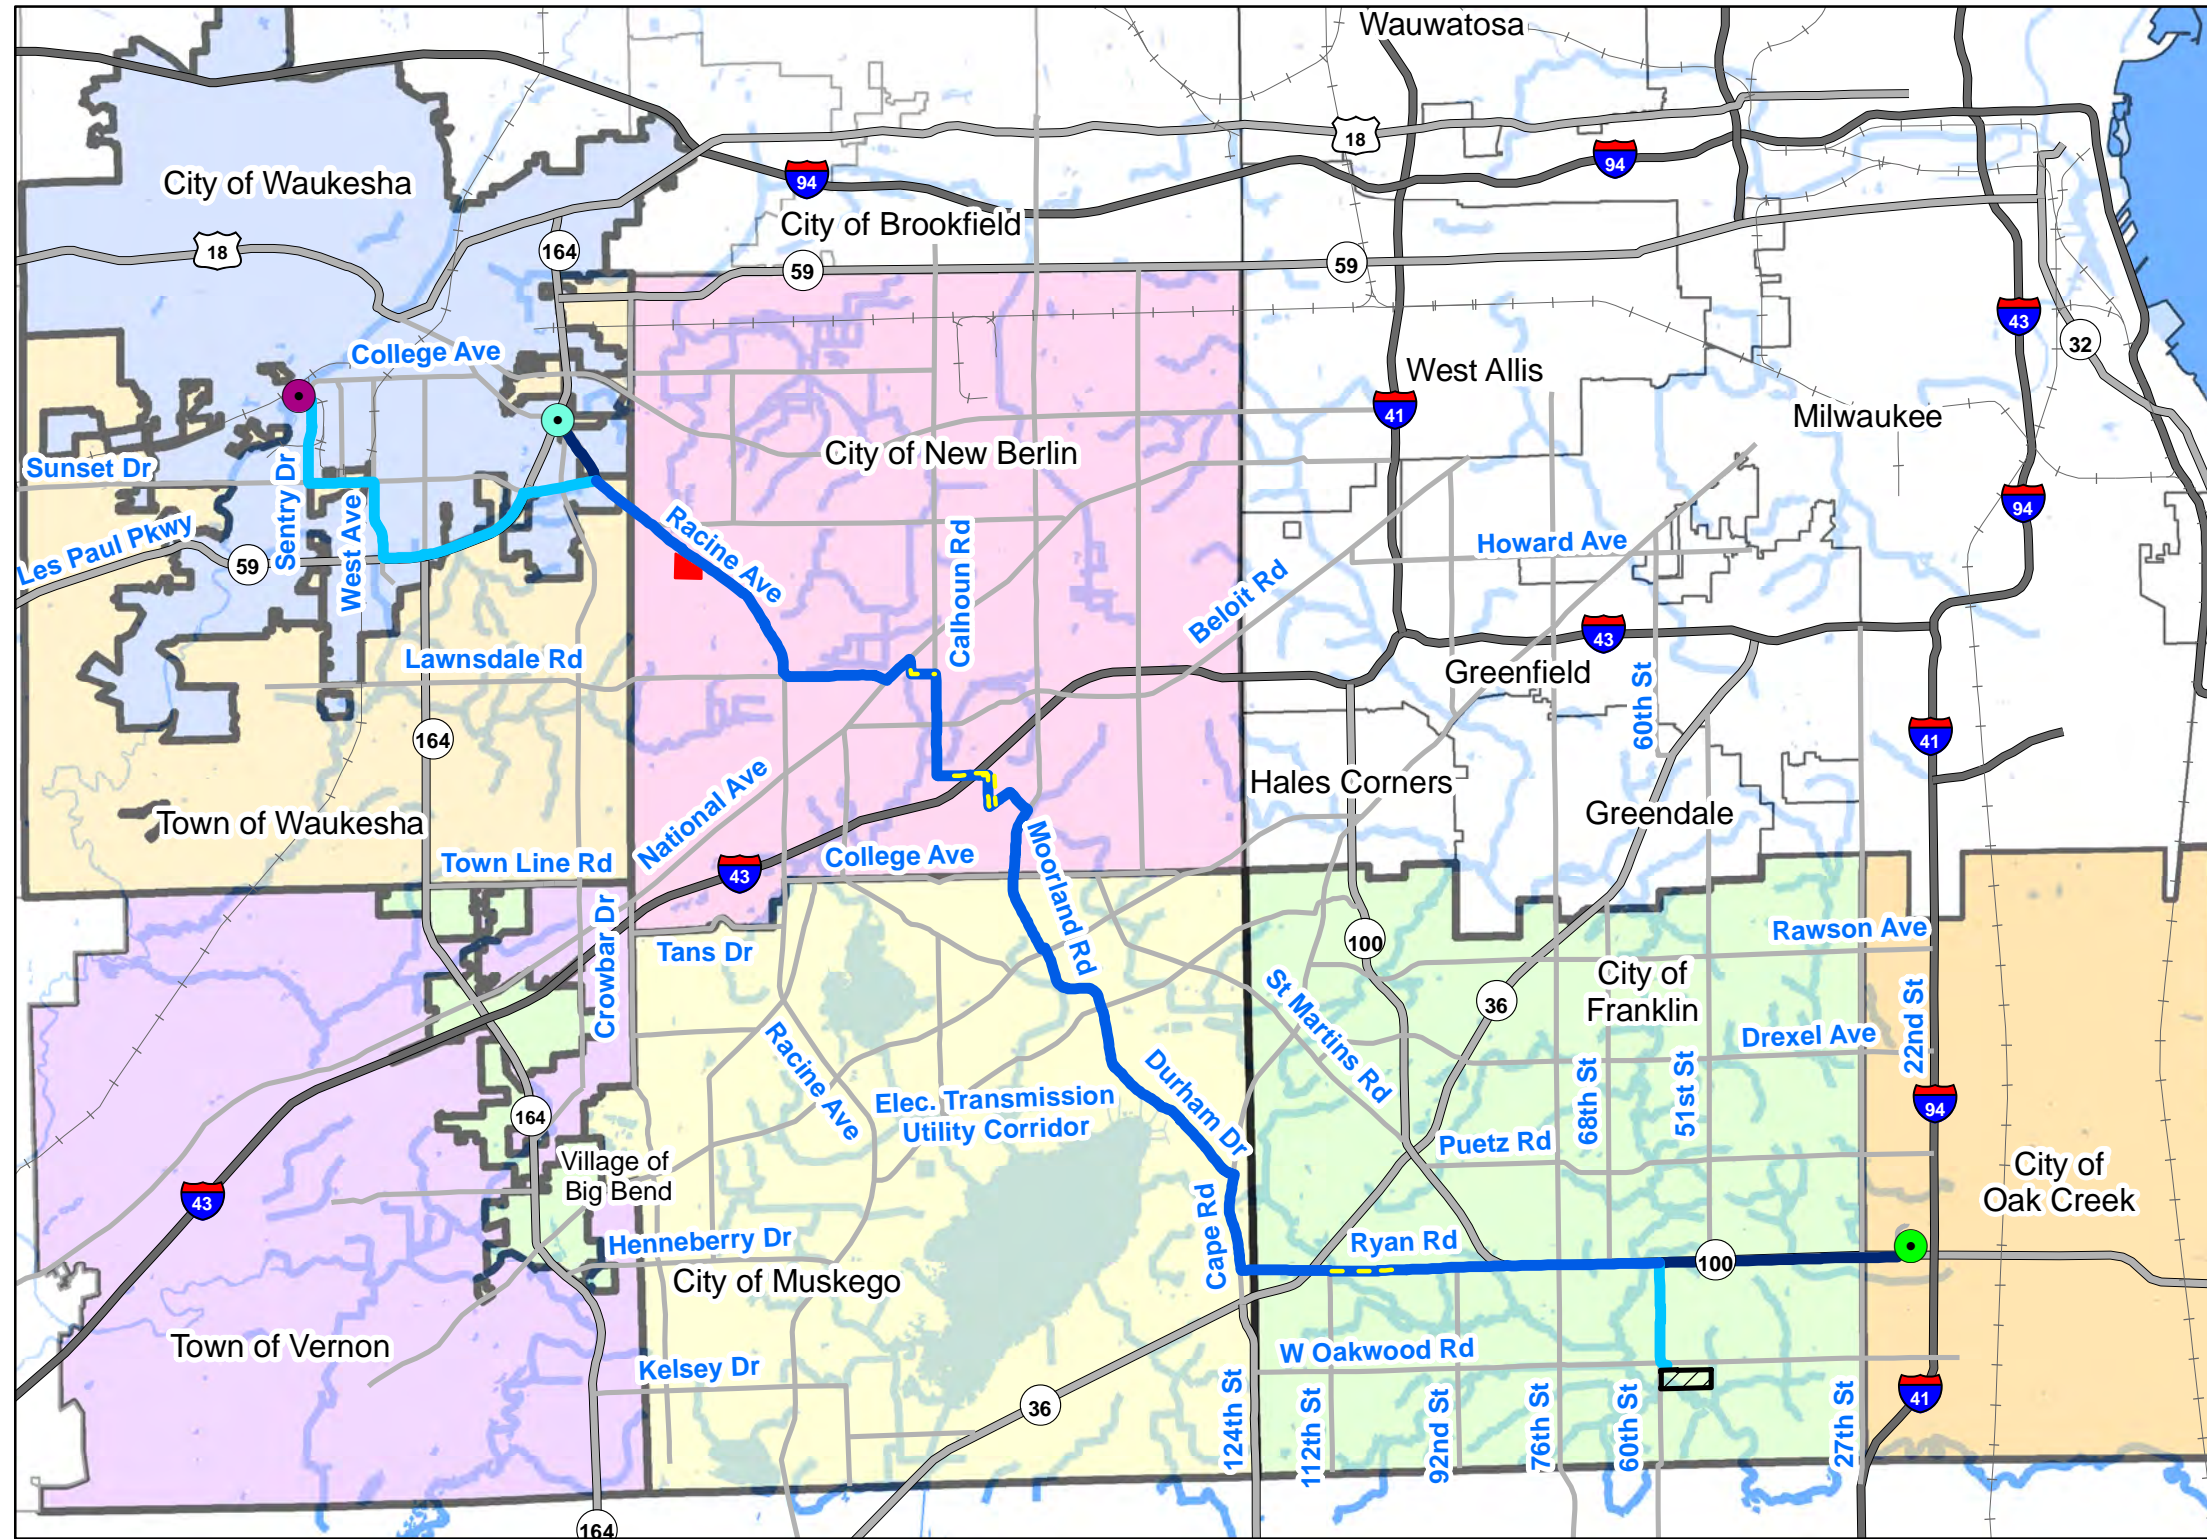 Wauwatosa
18
94
94
City of Waukesha
City of Brookfield
18
164
59
59
43
32
College Ave
West Allis
41
Milwaukee
City of New Berlin
Sunset Dr
Sentry Dr
West Ave
Les Paul Pkwy
59
Racine Ave
Calhoun Rd
Beloit Rd
Howard Ave
94
43
Lawnsdale Rd
Greenfield
60th St
164
41
Hales Corners
Greendale
Town of Waukesha
National Ave
Moorland Rd
Town Line Rd
43
College Ave
Crowbar Dr
Tans Dr
100
Rawson Ave
St Martins Rd
36
City of
Franklin
22nd St
Drexel Ave
Racine Ave
Elec. Transmission
Utility Corridor
Durham Dr
68th St
51st St
94
164
Puetz Rd
Village of
Big Bend
43
City of
Oak Creek
Cape Rd
Henneberry Dr
City of Muskego
Ryan Rd
100
Town of Vernon
Kelsey Dr
W Oakwood Rd
36
124th St
112th St
92nd St
76th St
60th St
27th St
41
164